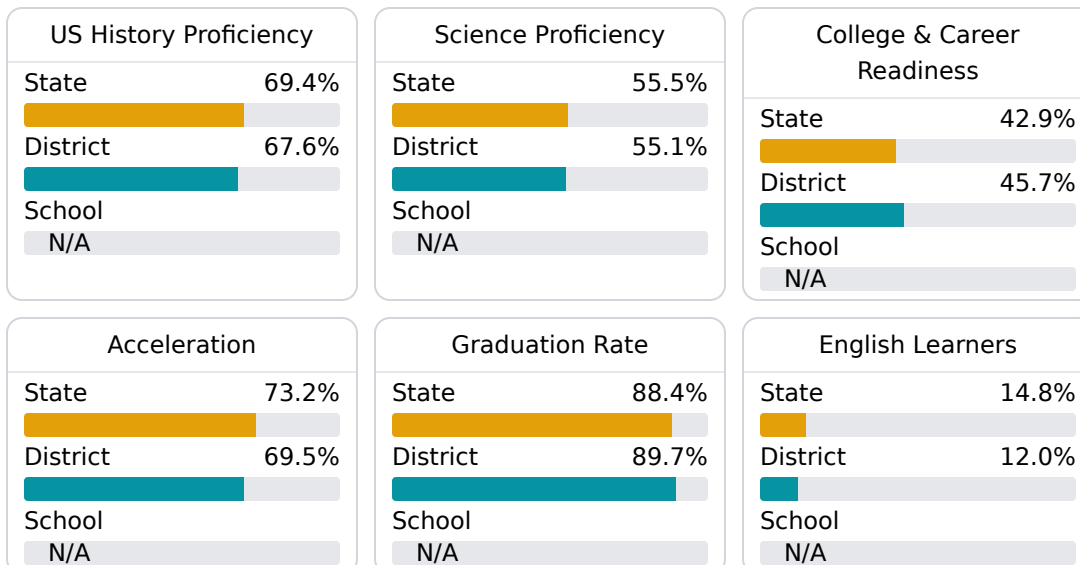 US History Proficiency
State 69.4%
District 67.6%
School
N/A
Science Proficiency
State 55.5%
District 55.1%
School
N/A
College & Career
Readiness
State 42.9%
District 45.7%
School
N/A
Acceleration
State 73.2%
District 69.5%
School
N/A
Graduation Rate
State 88.4%
District 89.7%
School
N/A
English Learners
State 14.8%
District 12.0%
School
N/A